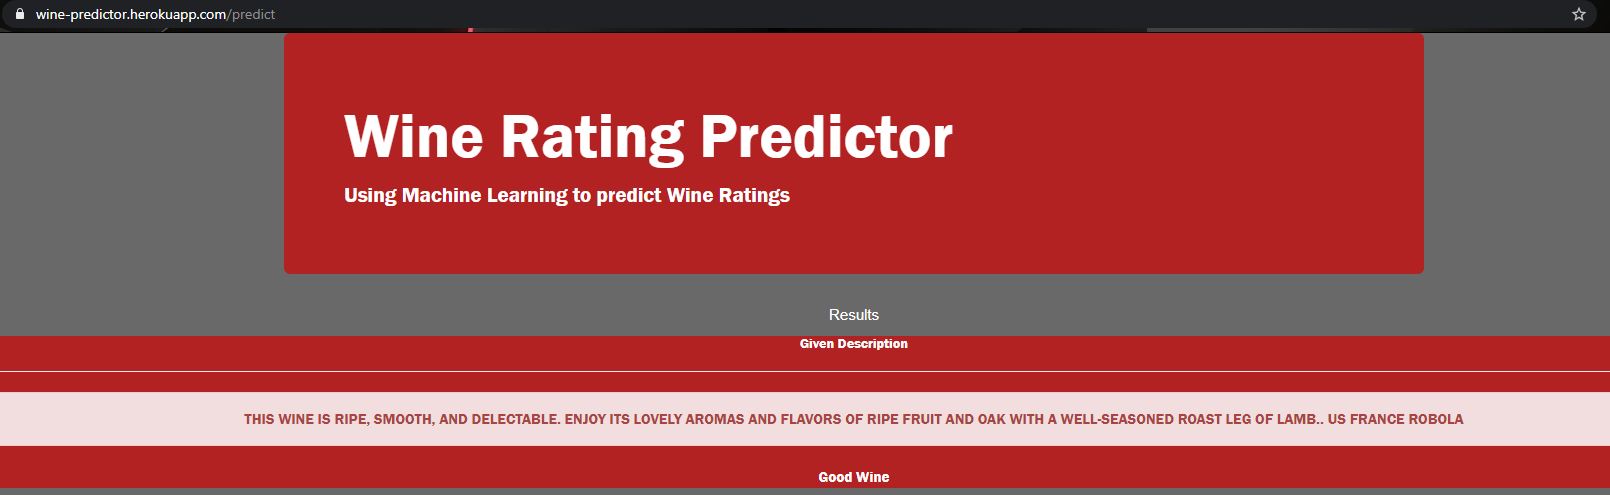 wine-predictor.herokuapp.com/predict
Wine Rating Predictor
Using Machine Learning to predict Wine Ratings
Results
Given Description
THIS WINE IS RIPE, SMOOTH, AND DELECTABLE. ENJOY ITS LOVELY AROMAS AND FLAVORS OF RIPE FRUIT AND OAK WITH A WELL-SEASONED ROAST LEG OF LAMB.. US FRANCE ROBOLA
Good Wine